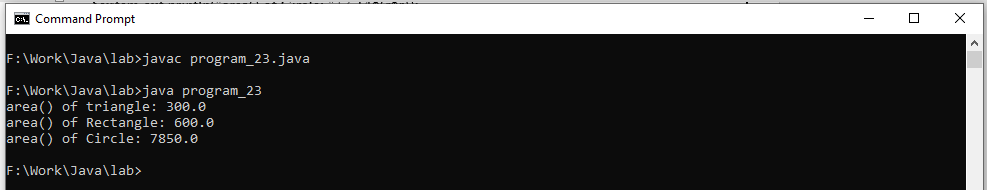 Command Prompt
F:\Work\Java\lab>javac program_23.java
F:\Work\Java\lab>java program_23
area() of triangle: 300.0
area() of Rectangle: 600.0
area() of Circle: 7850.0
F:\Work\Java\lab>